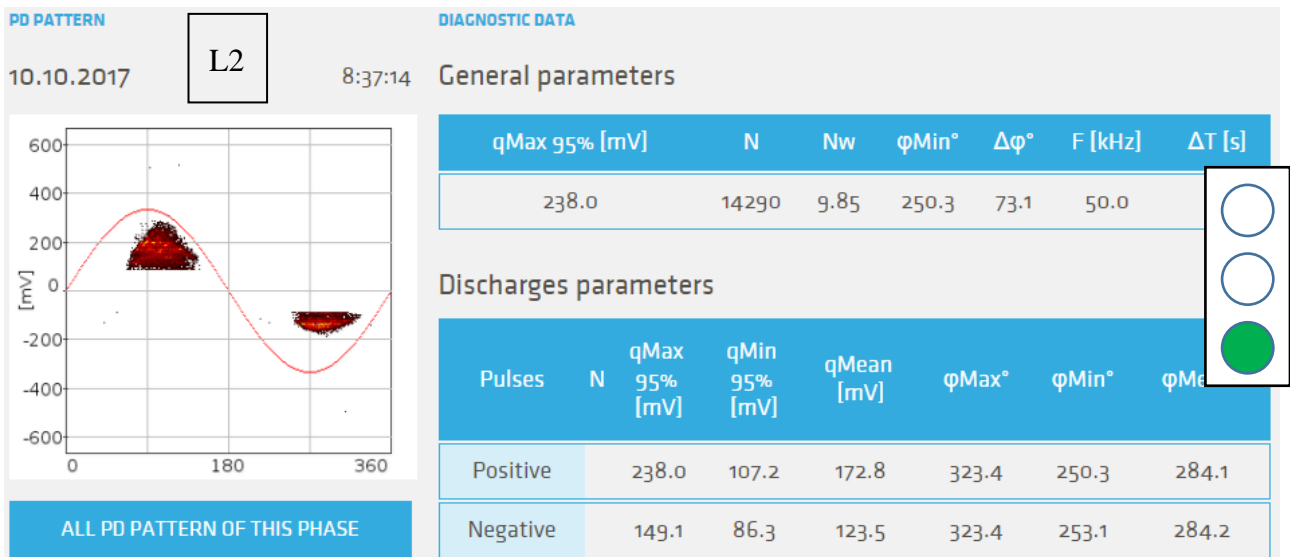 PD PATTERN
10.10.2017
L2
8:37:14
600
400
200
0
-200
-400
-600
[mV]
0 180 360
ALL PD PATTERN OF THIS PHASE
DIAGNOSTIC DATA
General parameters
qMax 95% [mV] N Nw φMin° Δφ° F [kHz] ΔT [s]
238.0 14290 9.85 250.3 73.1 50.0
Discharges parameters
Pulses N qMax 95% [mV] qMin 95% [mV] qMean [mV] φMax° φMin°
Positive 238.0 107.2 172.8 323.4 250.3 284.1
Negative 149.1 86.3 123.5 323.4 253.1 284.2